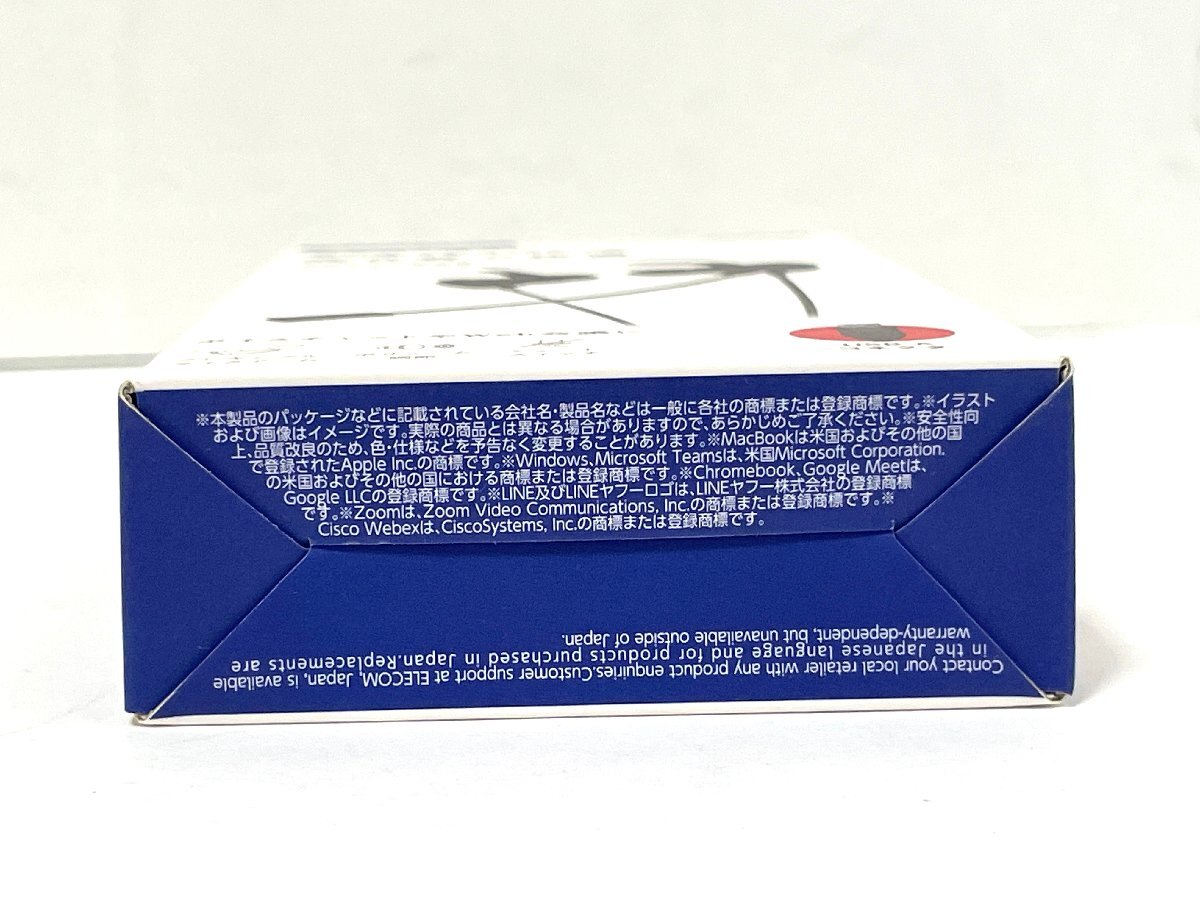 ※本製品のパッケージなどに記載されている会社名・製品名などは一般に各社の商標または登録商標です。※イラスト
および画像はイメージです。実際の商品とは異なる場合がありますので、あらかじめご了承ください。※安全性向
上、品質改良のため、色・仕様などを予告なく変更することがあります。※MacBookは米国およびその他の国
で登録されたApple Inc.の商標です。※Windows、Microsoft Teamsは、米国Microsoft Corporation.
の米国およびその他の国における商標または登録商標です。※Chromebook、Google Meetは、
Google LLCの登録商標です。※LINE及びLINEヤフーロゴは、LINEヤフー株式会社の登録商標
です。※Zoomは、Zoom Video Communications, Inc.の商標または登録商標です。※
Cisco Webexは、CiscoSystems, Inc.の商標または登録商標です。
Contact your local retailer with any product enquiries.Customer support at ELECOM, Japan, is available
in the Japanese language and for products purchased in Japan.Replacements are
warranty-dependent, but unavailable outside of Japan.